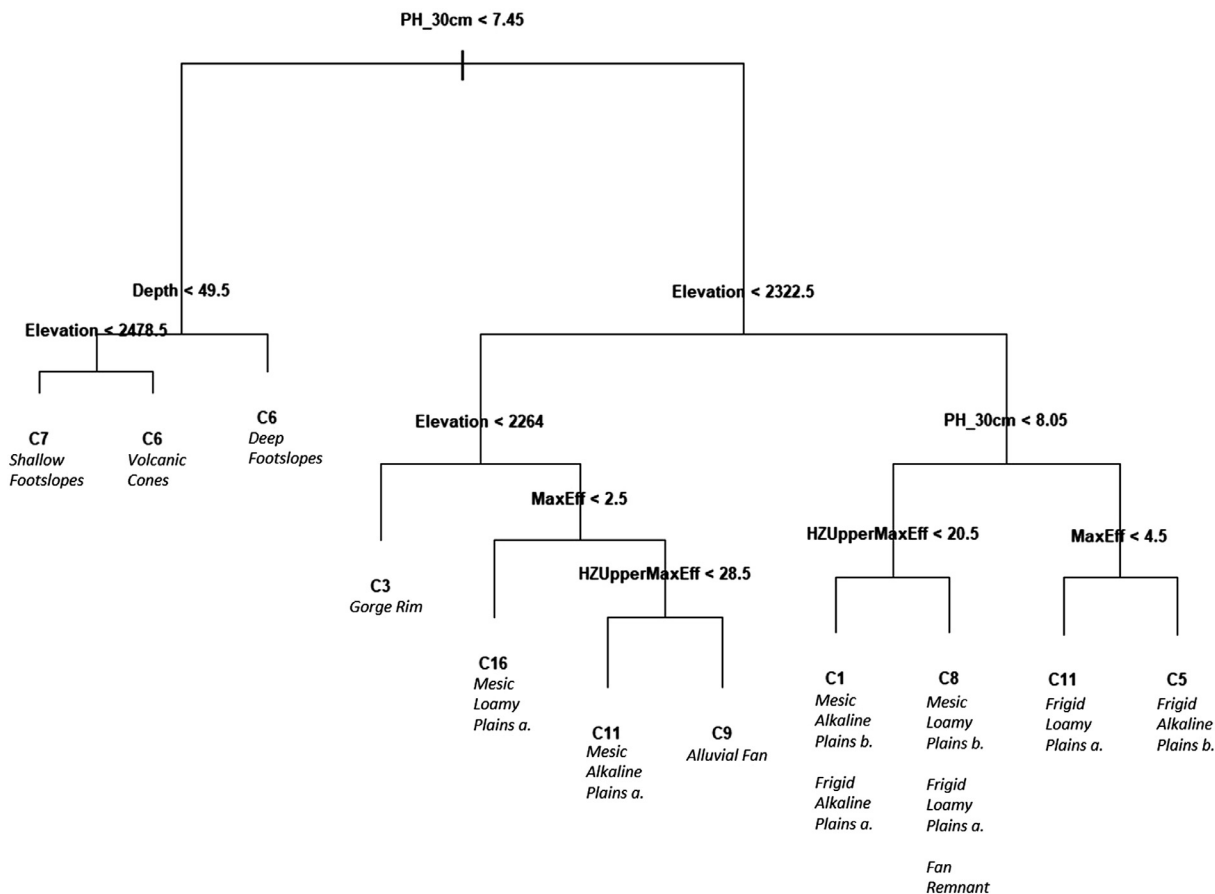 PH_30cm < 7.45
Depth < 49.5
Elevation < 2322.5
Elevation < 2478.5
C7
Shallow
Footslopes
C6
Volcanic
Cones
C6
Deep
Footslopes
Elevation < 2264
PH_30cm < 8.05
MaxEff < 2.5
HZUpperMaxEff < 20.5
MaxEff < 4.5
HZUpperMaxEff < 28.5
C3
Gorge Rim
C16
Mesic
Loamy
Plains a.
C11
Mesic
Alkaline
Plains a.
C9
Alluvial Fan
C1
Mesic
Alkaline
Plains b.
Frigid
Alkaline
Plains a.
C8
Mesic
Loamy
Plains b.
Frigid
Loamy
Plains a.
Fan
Remnant
C11
Frigid
Loamy
Plains a.
C5
Frigid
Alkaline
Plains b.